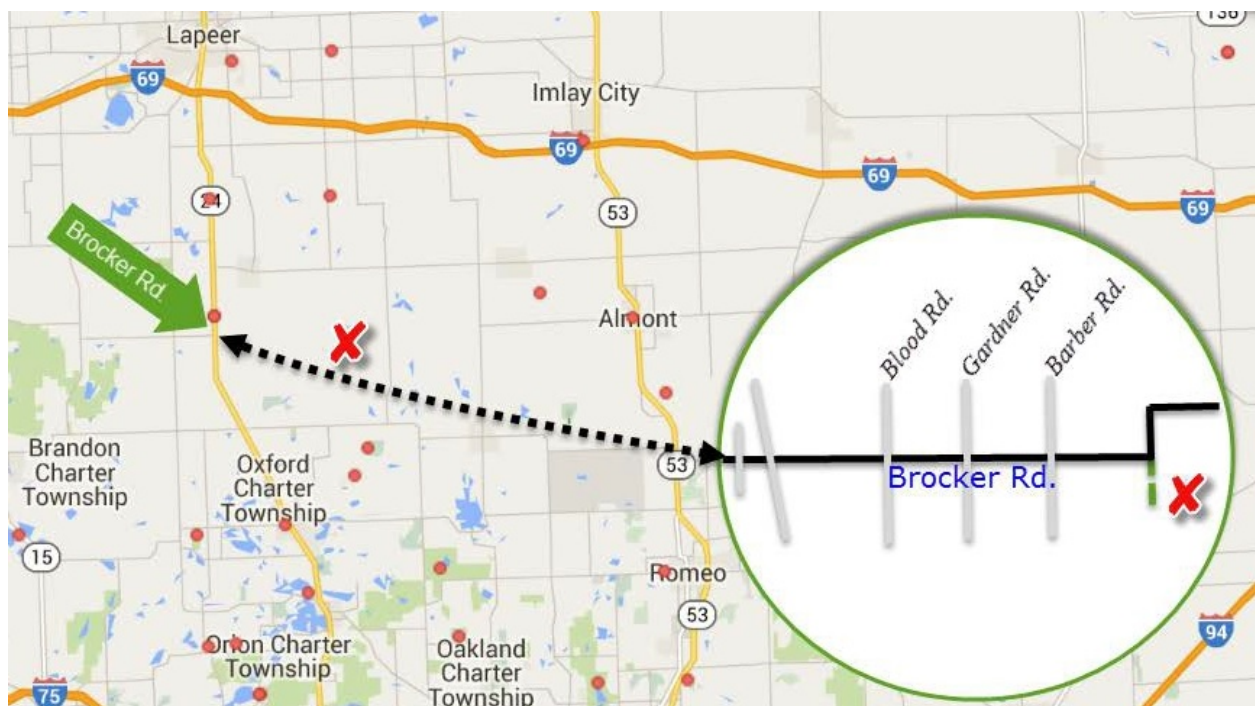 136
Lapeer
69
Imlay City
69
69
24
53
69
Brocker Rd.
Almont
Blood Rd.
Gardner Rd.
Barber Rd.
Brandon
Charter
Township
Oxford
Charter
Township
53
Brocker Rd.
15
Romeo
53
94
Orion Charter
Township
Oakland
Charter
Township
75